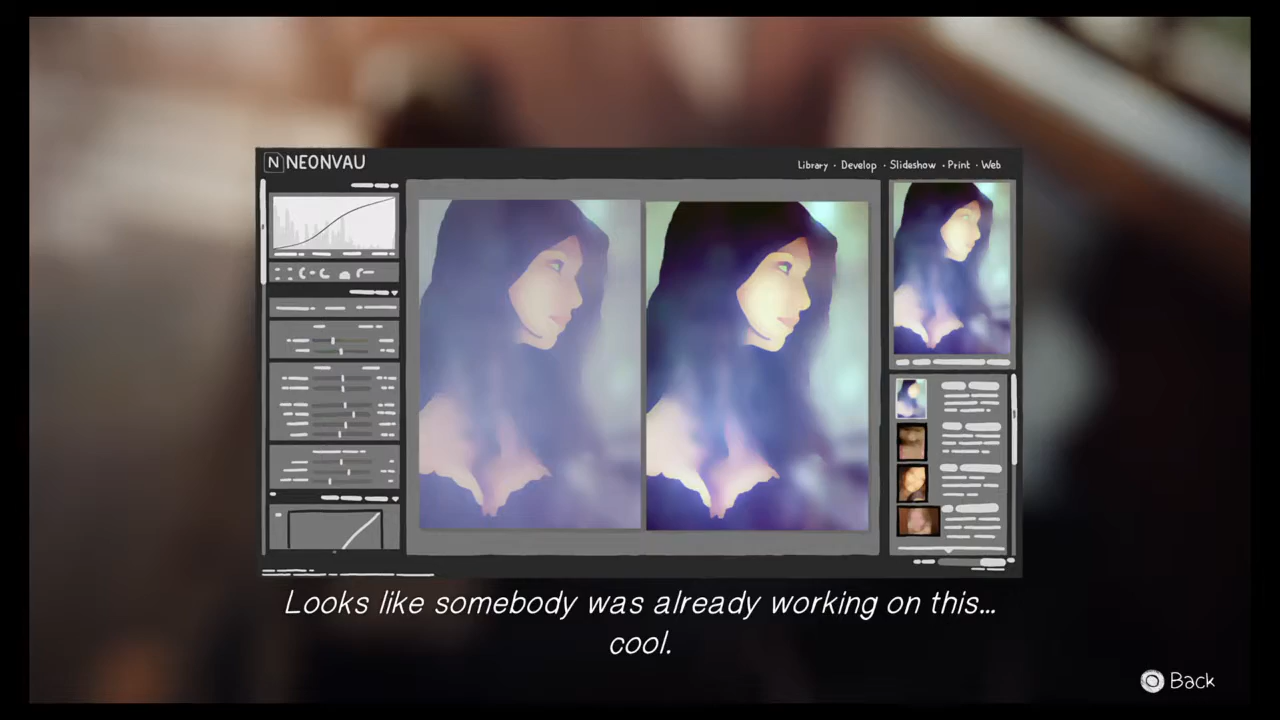 N NEONVAU
Library · Develop · Slideshow · Print · Web
Looks like somebody was already working on this...
cool.
Back